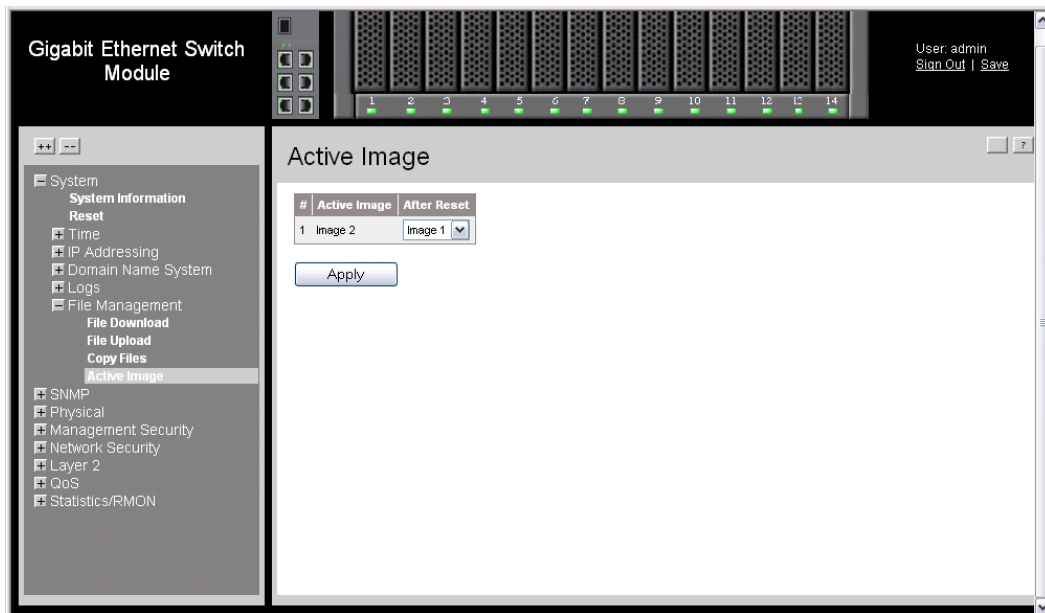 Gigabit Ethernet Switch
Module
1 2 3 4 5 6 7 8 9 10 11 12 13 14
User: admin
Sign Out | Save
++ --
System
System Information
Reset
Time
IP Addressing
Domain Name System
Logs
File Management
File Download
File Upload
Copy Files
Active Image
SNMP
Physical
Management Security
Network Security
Layer 2
QoS
Statistics/RMON
Active Image
?
# Active Image After Reset
1 Image 2 Image 1
Apply